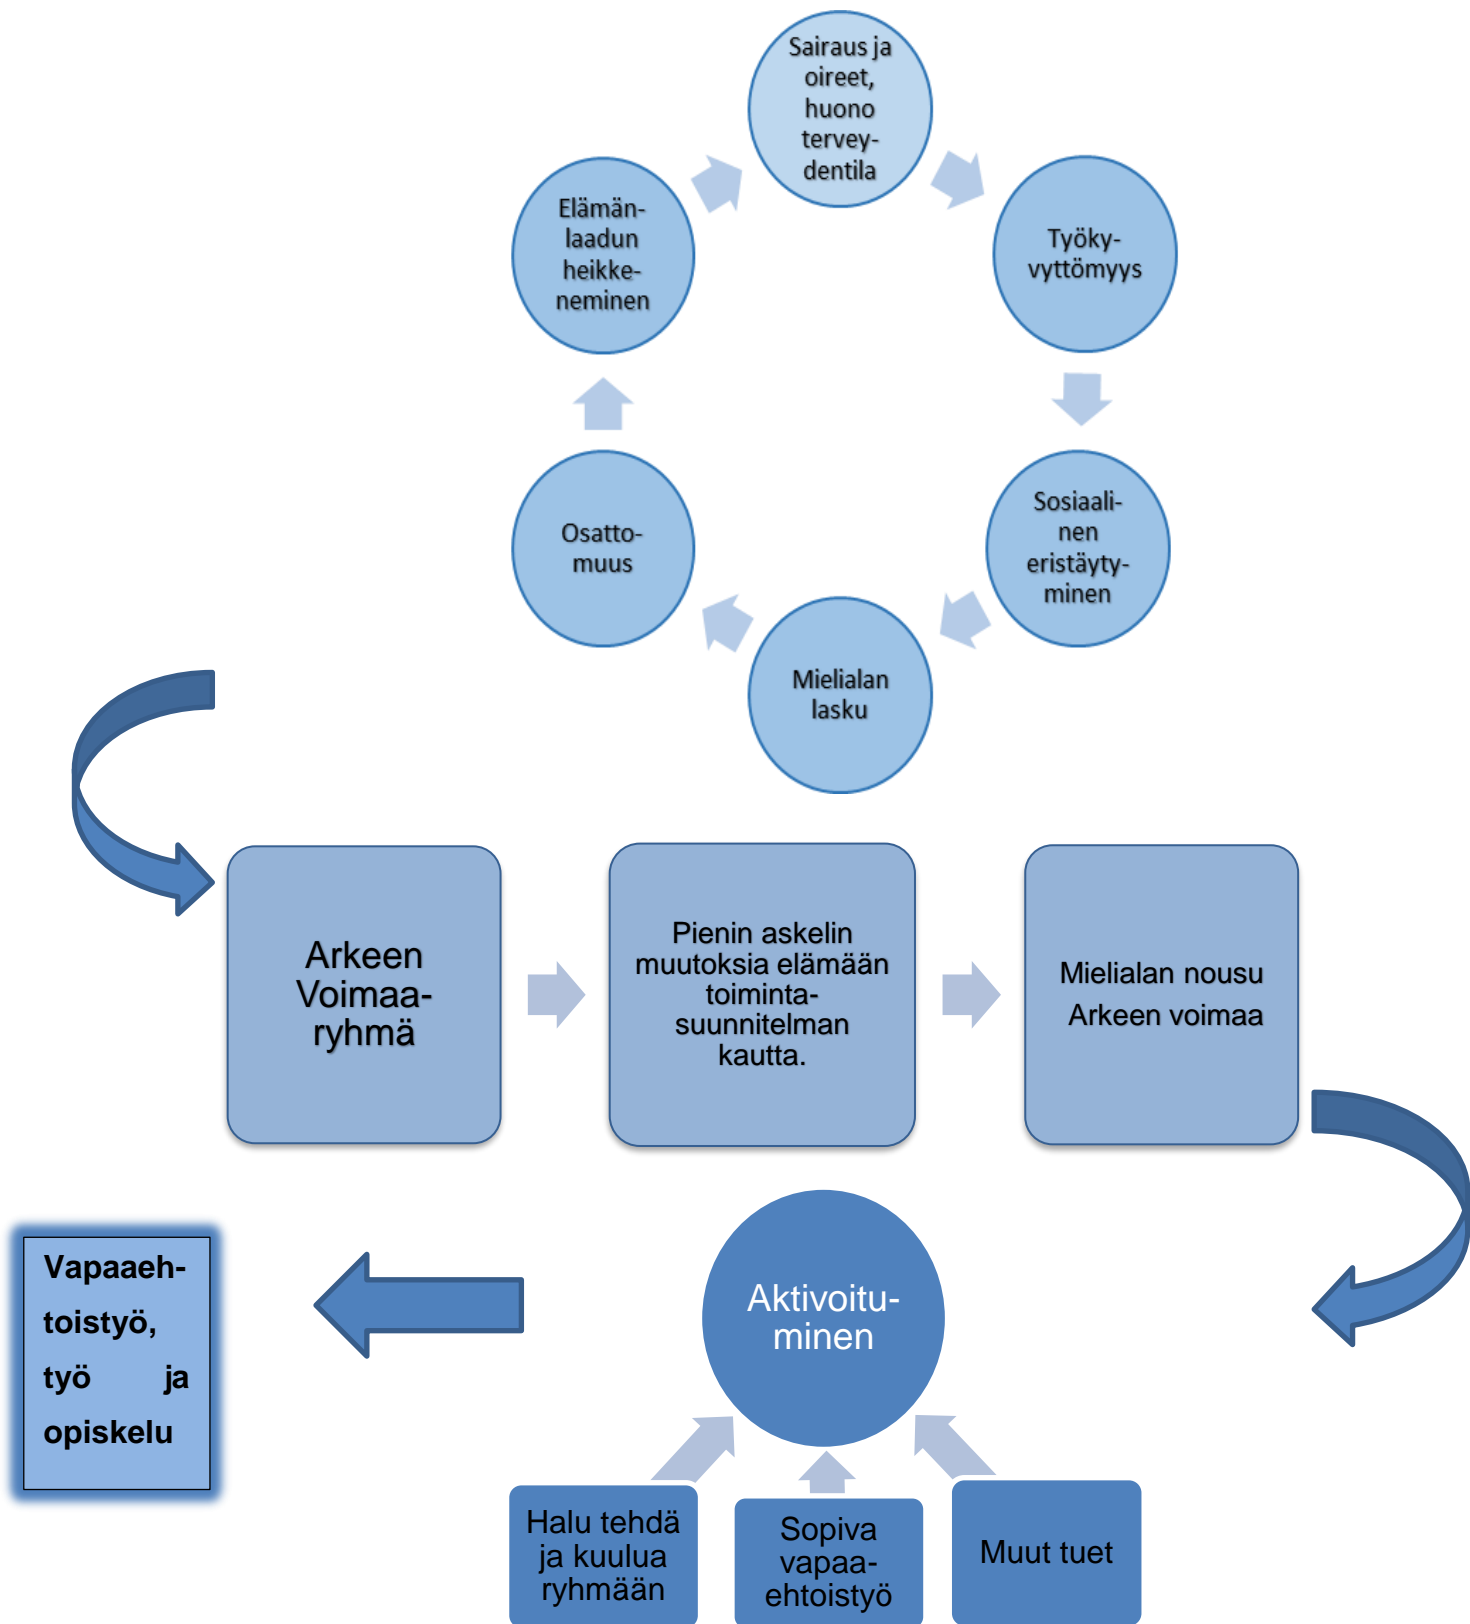 Sairaus ja
oireet,
huono
tervey-
dentila
Työky-
vyttömyys
Sosiaali-
nen
eristäyty-
minen
Mielialan
lasku
Osatto-
muus
Elämän-
laadun
heikke-
neminen
Arkeen
Voimaa-
ryhmä
Pienin askelin
muutoksia elämään
toiminta-
suunnitelman
kautta.
Mielialan nousu
Arkeen voimaa
Aktivoitu-
minen
Halu tehdä
ja kuulua
ryhmään
Sopiva
vapaa-
ehtoistyö
Muut tuet
Vapaaeh-
toistyö,
työ ja
opiskelu